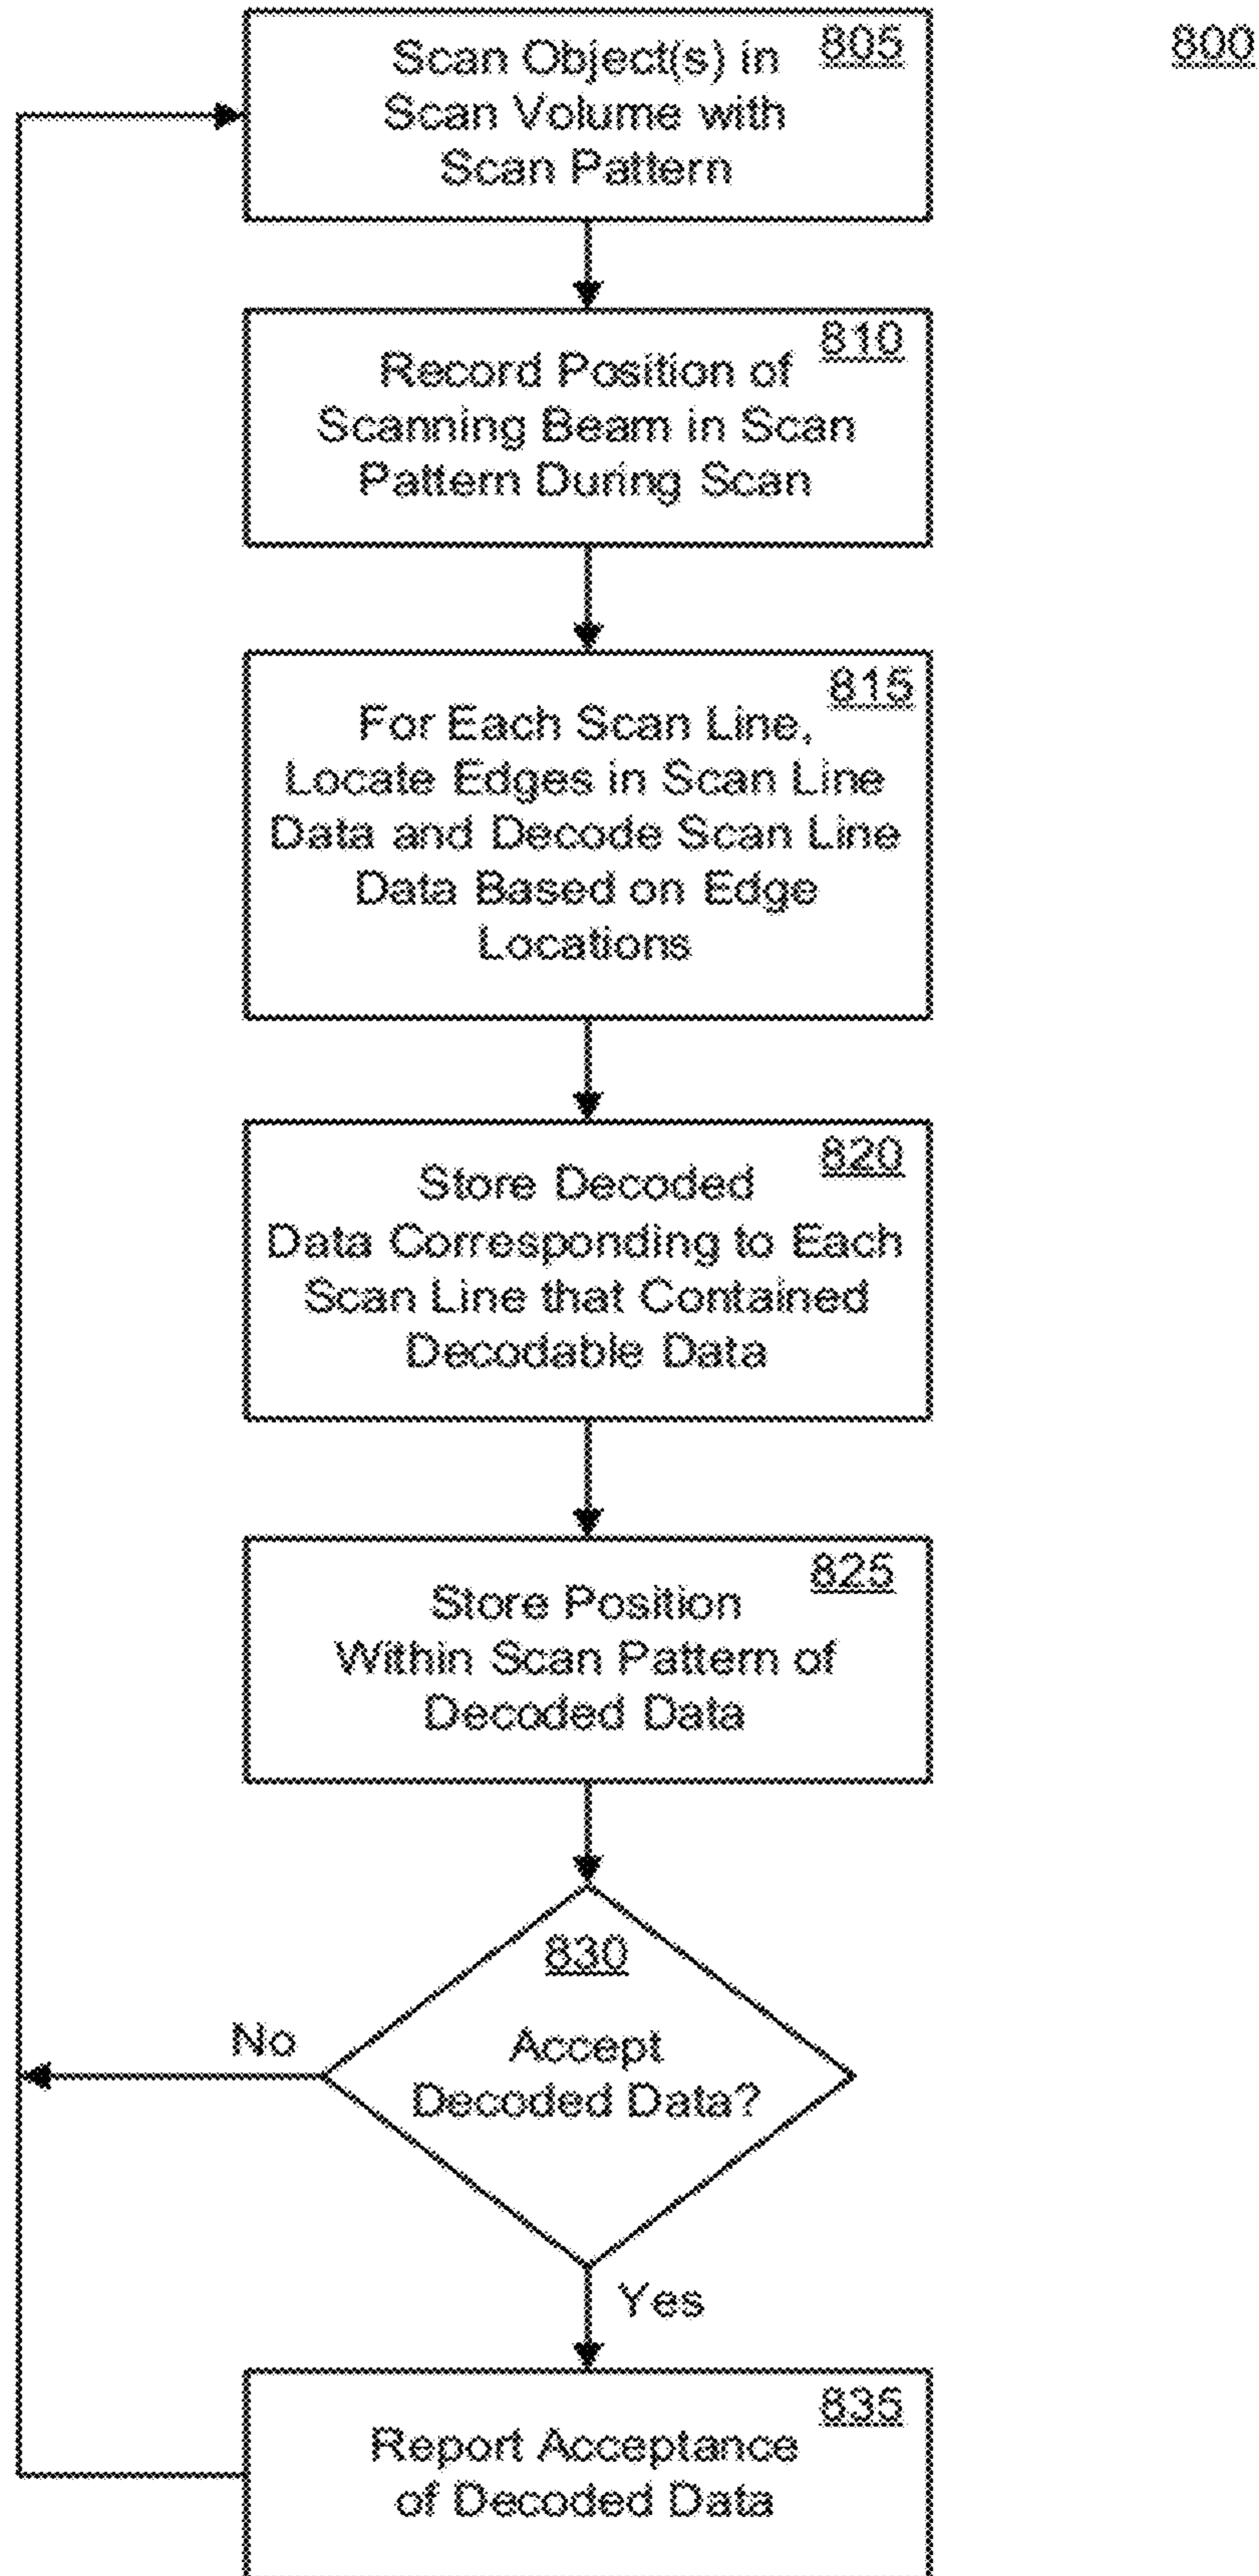 805
800
Scan Object(s) in
Scan Volume with
Scan Pattern
810
Record Position of
Scanning Beam in Scan
Pattern During Scan
815
For Each Scan Line,
Locate Edges in Scan Line
Data and Decode Scan Line
Data Based on Edge
Locations
820
Store Decoded
Data Corresponding to Each
Scan Line that Contained
Decodable Data
825
Store Position
Within Scan Pattern of
Decoded Data
830
No
Accept
Decoded Data?
Yes
835
Report Acceptance
of Decoded Data